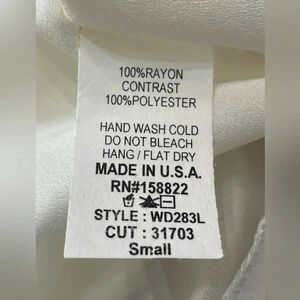 100%RAYON
CONTRAST
100%POLYESTER
HAND WASH COLD
DO NOT BLEACH
HANG / FLAT DRY
MADE IN U.S.A.
RN#158822
STYLE : WD283L
CUT : 31703
Small